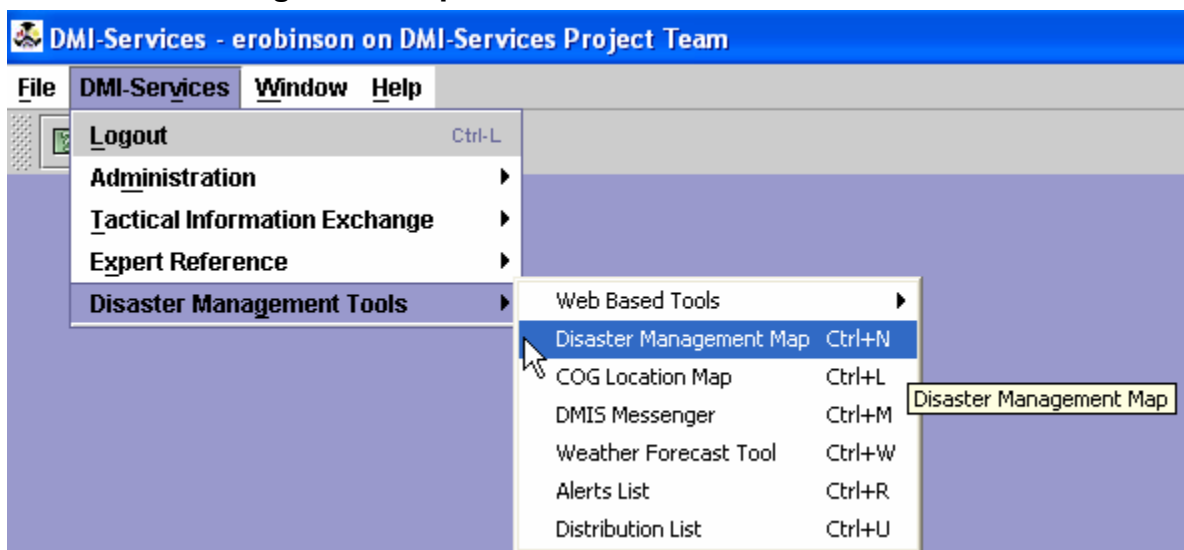 DMI-Services - erobinson on DMI-Services Project Team
File DMI-Services Window Help
Logout Ctrl-L
Administration
Tactical Information Exchange
Expert Reference
Disaster Management Tools
Web Based Tools
Disaster Management Map Ctrl+N
COG Location Map Ctrl+L
Disaster Management Map
DMIS Messenger Ctrl+M
Weather Forecast Tool Ctrl+W
Alerts List Ctrl+R
Distribution List Ctrl+U